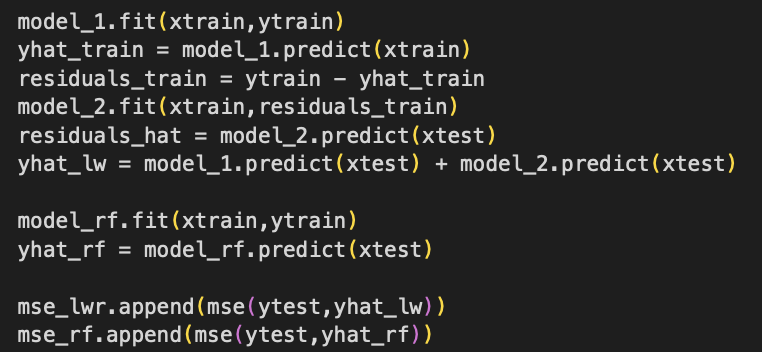 model_1.fit(xtrain,ytrain)
yhat_train = model_1.predict(xtrain)
residuals_train = ytrain - yhat_train
model_2.fit(xtrain,residuals_train)
residuals_hat = model_2.predict(xtest)
yhat_lw = model_1.predict(xtest) + model_2.predict(xtest)
model_rf.fit(xtrain,ytrain)
yhat_rf = model_rf.predict(xtest)
mse_lwr.append(mse(ytest,yhat_lw))
mse_rf.append(mse(ytest,yhat_rf))